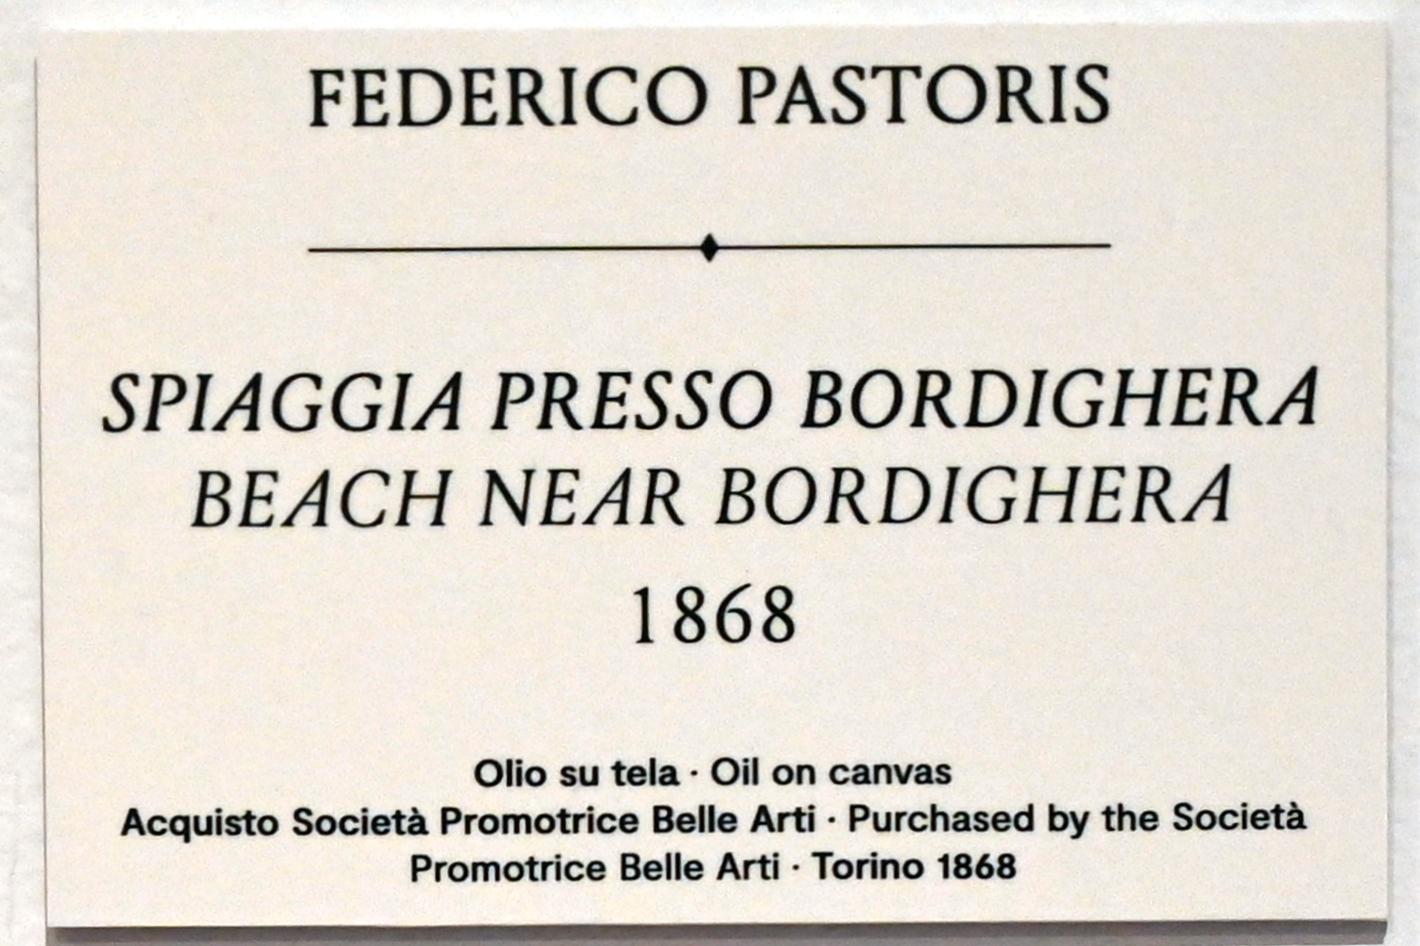 FEDERICO PASTORIS
SPIAGGIA PRESSO BORDIGHERA
BEACH NEAR BORDIGHERA
1868
Olio su tela · Oil on canvas
Acquisto Società Promotrice Belle Arti · Purchased by the Società
Promotrice Belle Arti · Torino 1868